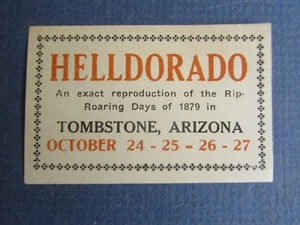 HELLDORADO
An exact reproduction of the Rip-
Roaring Days of 1879 in
TOMBSTONE, ARIZONA
OCTOBER 24 - 25 - 26 - 27